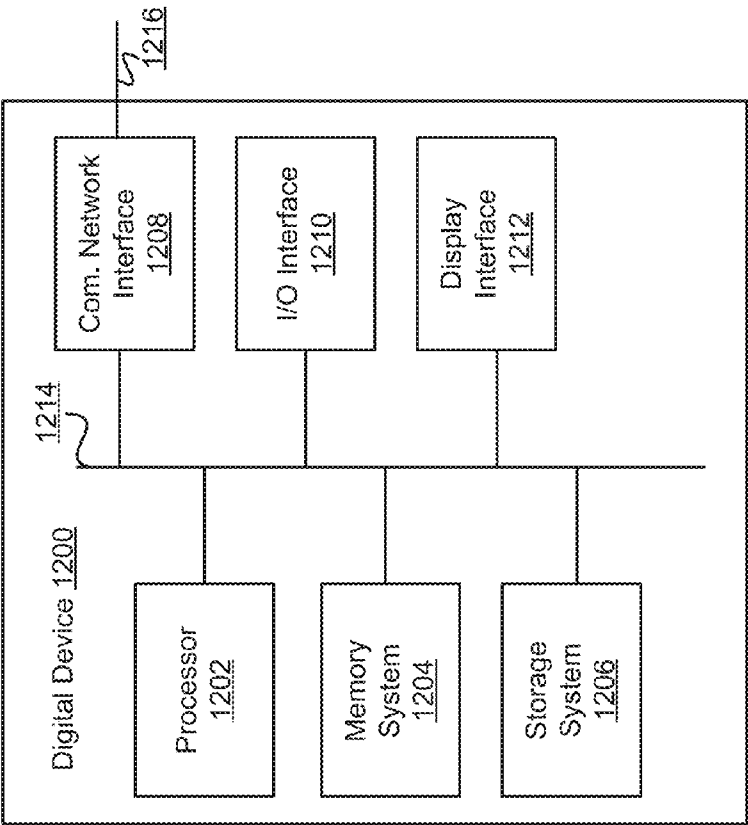 Digital Device 1200
Processor
1202
Memory
System
1204
Storage
System
1206
1214
Com. Network
Interface
1208
I/O Interface
1210
Display
Interface
1212
1216